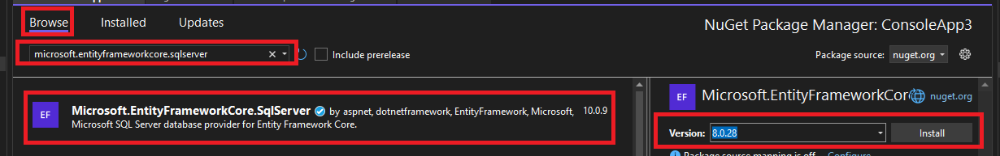 Browse Installed Updates
NuGet Package Manager: ConsoleApp3
microsoft.entityframeworkcore.sqlserver
Include prerelease
Package source: nuget.org
EF Microsoft.EntityFrameworkCore.SqlServer by aspnet, dotnetframework, EntityFramework, Microsoft, 10.0.9
Microsoft SQL Server database provider for Entity Framework Core.
EF Microsoft.EntityFrameworkCor nuget.org
Version: 8.0.28 Install
Package source mapping is off. Configure